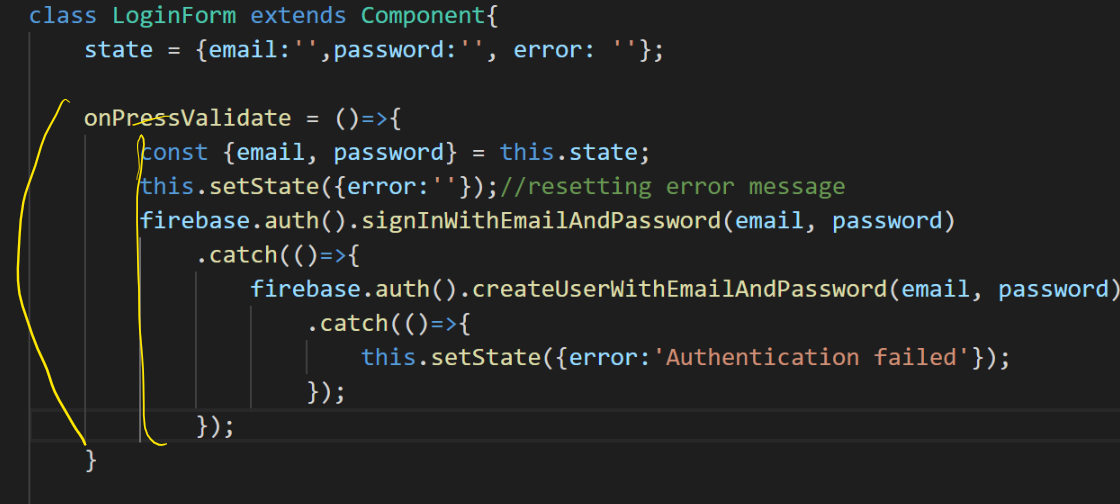 class LoginForm extends Component{
state = {email:'',password:'', error: ''};
onPressValidate = ()=>{
const {email, password} = this.state;
this.setState({error:''});//resetting error message
firebase.auth().signInWithEmailAndPassword(email, password)
.catch(()=>{
firebase.auth().createUserWithEmailAndPassword(email, password)
.catch(()=>{
this.setState({error:'Authentication failed'});
});
});
}